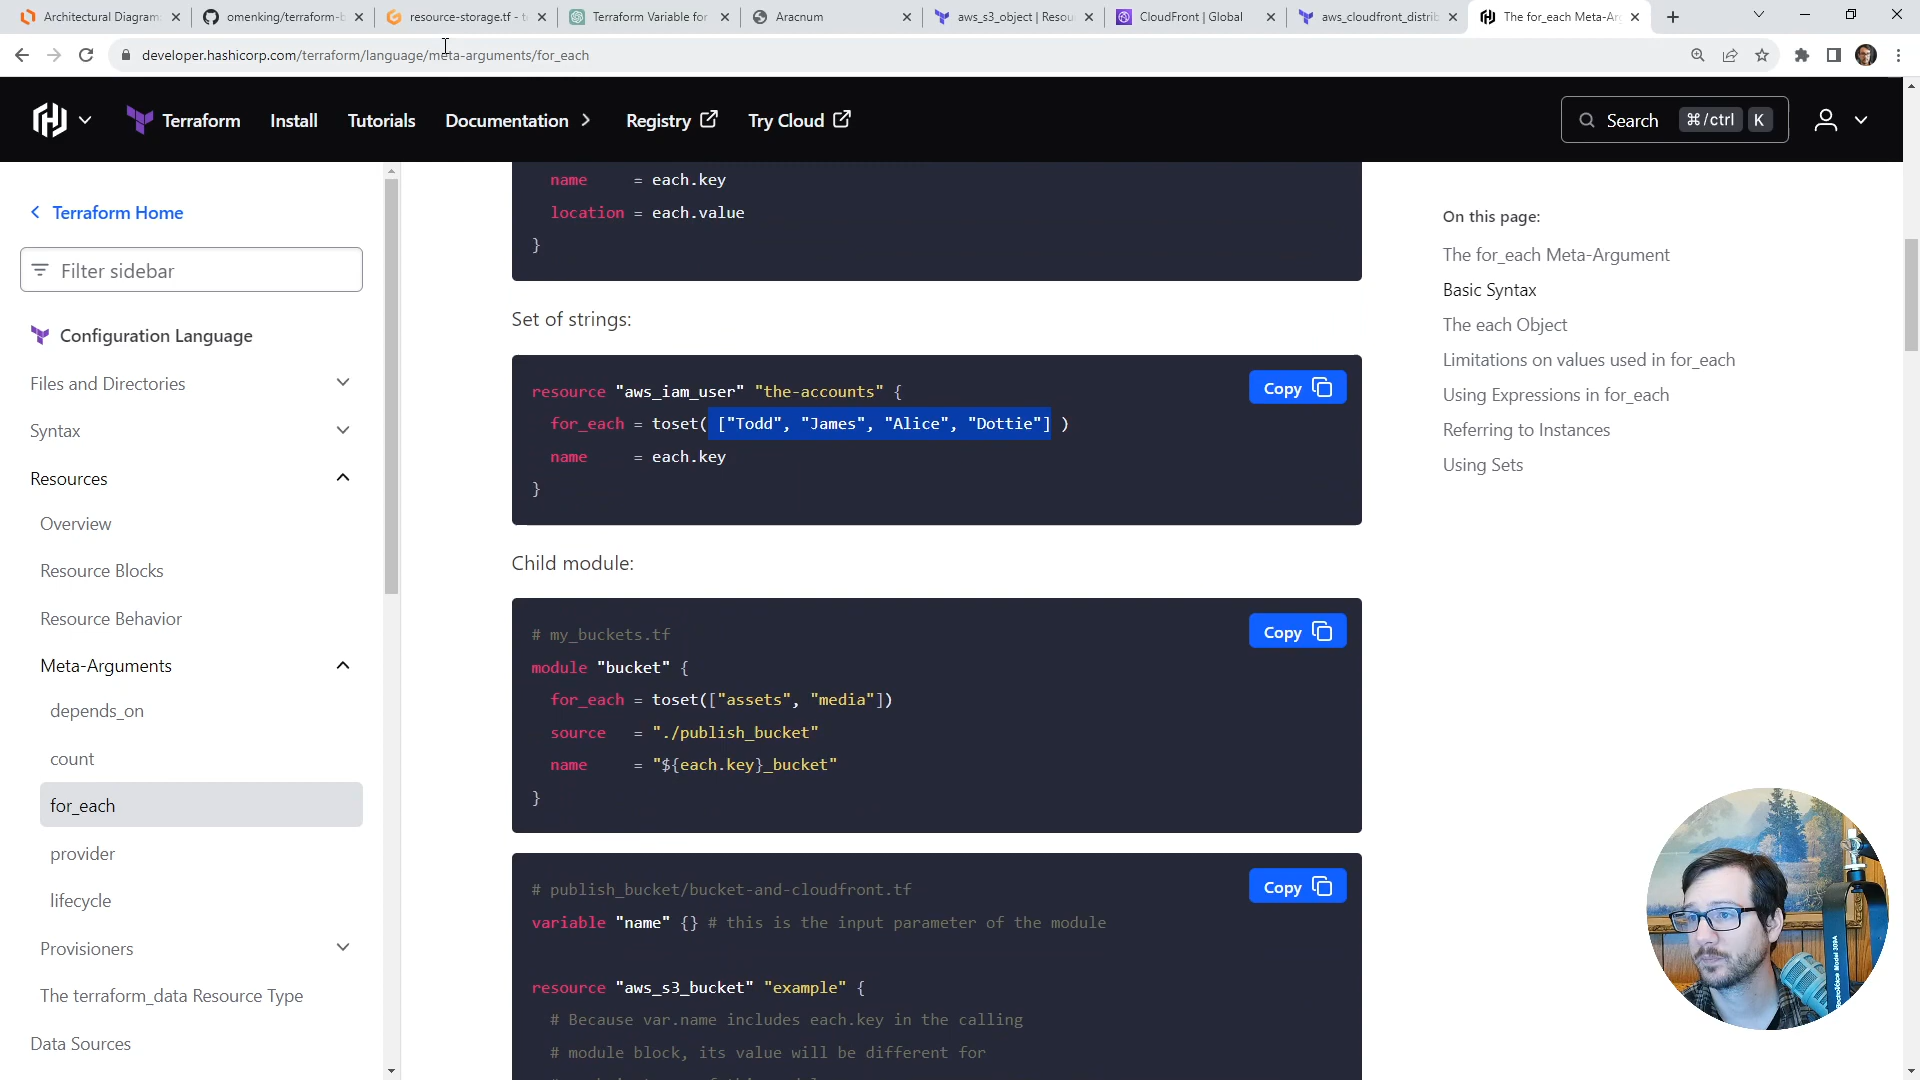 Architectural Diagram:
omenking/terraform-b
resource-storage.tf - t
Terraform Variable for
Aracnum
aws_s3_object | Resou
CloudFront | Global
aws_cloudfront_distrib
The for_each Meta-Ar
developer.hashicorp.com/terraform/language/meta-arguments/for_each
Terraform
Install
Tutorials
Documentation
Registry
Try Cloud
Search
⌘/ctrl
K
Terraform Home
Filter sidebar
Configuration Language
Files and Directories
Syntax
Resources
Overview
Resource Blocks
Resource Behavior
Meta-Arguments
depends_on
count
for_each
provider
lifecycle
Provisioners
The terraform_data Resource Type
Data Sources
name     = each.key
location = each.value
}
Set of strings:
Copy
resource "aws_iam_user" "the-accounts" {
for_each = toset( ["Todd", "James", "Alice", "Dottie"] )
name     = each.key
}
Child module:
Copy
# my_buckets.tf
module "bucket" {
for_each = toset(["assets", "media"])
source   = "./publish_bucket"
name     = "${each.key}_bucket"
}
Copy
# publish_bucket/bucket-and-cloudfront.tf
variable "name" {} # this is the input parameter of the module
resource "aws_s3_bucket" "example" {
# Because var.name includes each.key in the calling
# module block, its value will be different for
On this page:
The for_each Meta-Argument
Basic Syntax
The each Object
Limitations on values used in for_each
Using Expressions in for_each
Referring to Instances
Using Sets